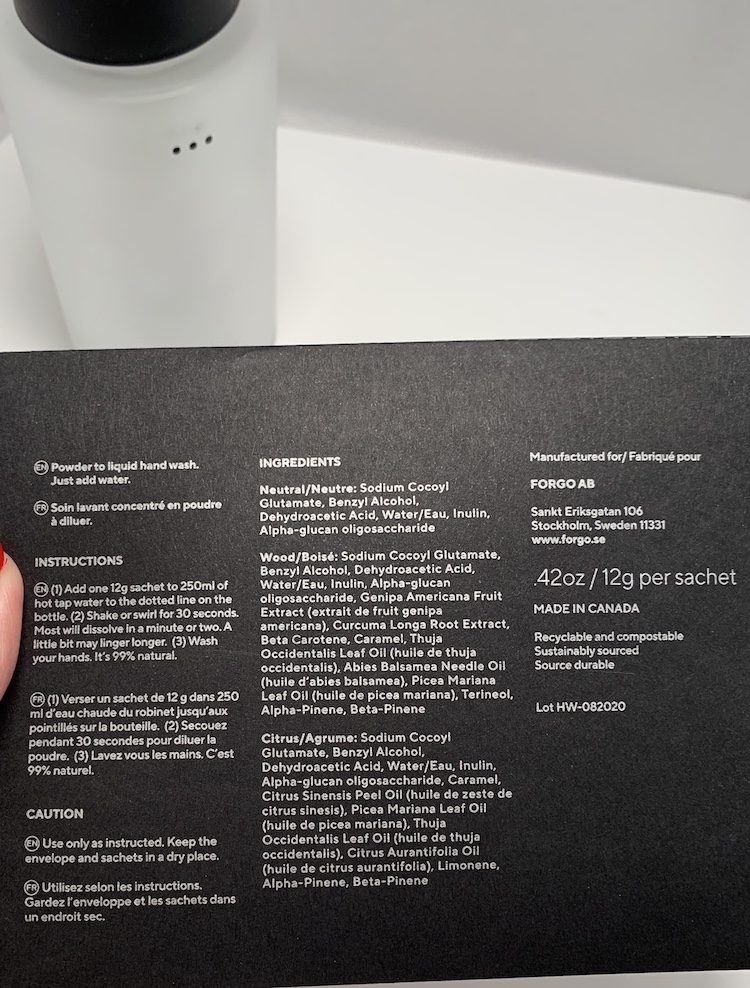 EN Powder to liquid hand wash.
Just add water.
FR Soin lavant concentré en poudre
à diluer.
INSTRUCTIONS
EN (1) Add one 12g sachet to 250ml of
hot tap water to the dotted line on the
bottle. (2) Shake or swirl for 30 seconds.
Most will dissolve in a minute or two. A
little bit may linger longer. (3) Wash
your hands. It's 99% natural.
FR (1) Verser un sachet de 12 g dans 250
ml d'eau chaude du robinet jusqu'aux
pointillés sur la bouteille. (2) Secouez
pendant 30 secondes pour diluer la
poudre. (3) Lavez vous les mains. C'est
99% naturel.
CAUTION
EN Use only as instructed. Keep the
envelope and sachets in a dry place.
FR Utilisez selon les instructions.
Gardez l'enveloppe et les sachets dans
un endroit sec.
INGREDIENTS
Neutral/Neutre: Sodium Cocoyl
Glutamate, Benzyl Alcohol,
Dehydroacetic Acid, Water/Eau, Inulin,
Alpha-glucan oligosaccharide
Wood/Boisé: Sodium Cocoyl Glutamate,
Benzyl Alcohol, Dehydroacetic Acid,
Water/Eau, Inulin, Alpha-glucan
oligosaccharide, Genipa Americana Fruit
Extract (extrait de fruit genipa
americana), Curcuma Longa Root Extract,
Beta Carotene, Caramel, Thuja
Occidentalis Leaf Oil (huile de thuja
occidentalis), Abies Balsamea Needle Oil
(huile d'abies balsamea), Picea Mariana
Leaf Oil (huile de picea mariana), Terineol,
Alpha-Pinene, Beta-Pinene
Citrus/Agrume: Sodium Cocoyl
Glutamate, Benzyl Alcohol,
Dehydroacetic Acid, Water/Eau, Inulin,
Alpha-glucan oligosaccharide, Caramel,
Citrus Sinensis Peel Oil (huile de zeste de
citrus sinesis), Picea Mariana Leaf Oil
(huile de picea mariana), Thuja
Occidentalis Leaf Oil (huile de thuja
occidentalis), Citrus Aurantifolia Oil
(huile de citrus aurantifolia), Limonene,
Alpha-Pinene, Beta-Pinene
Manufactured for/ Fabriqué pour
FORGO AB
Sankt Eriksgatan 106
Stockholm, Sweden 11331
www.forgo.se
.42oz / 12g per sachet
MADE IN CANADA
Recyclable and compostable
Sustainably sourced
Source durable
Lot HW-082020